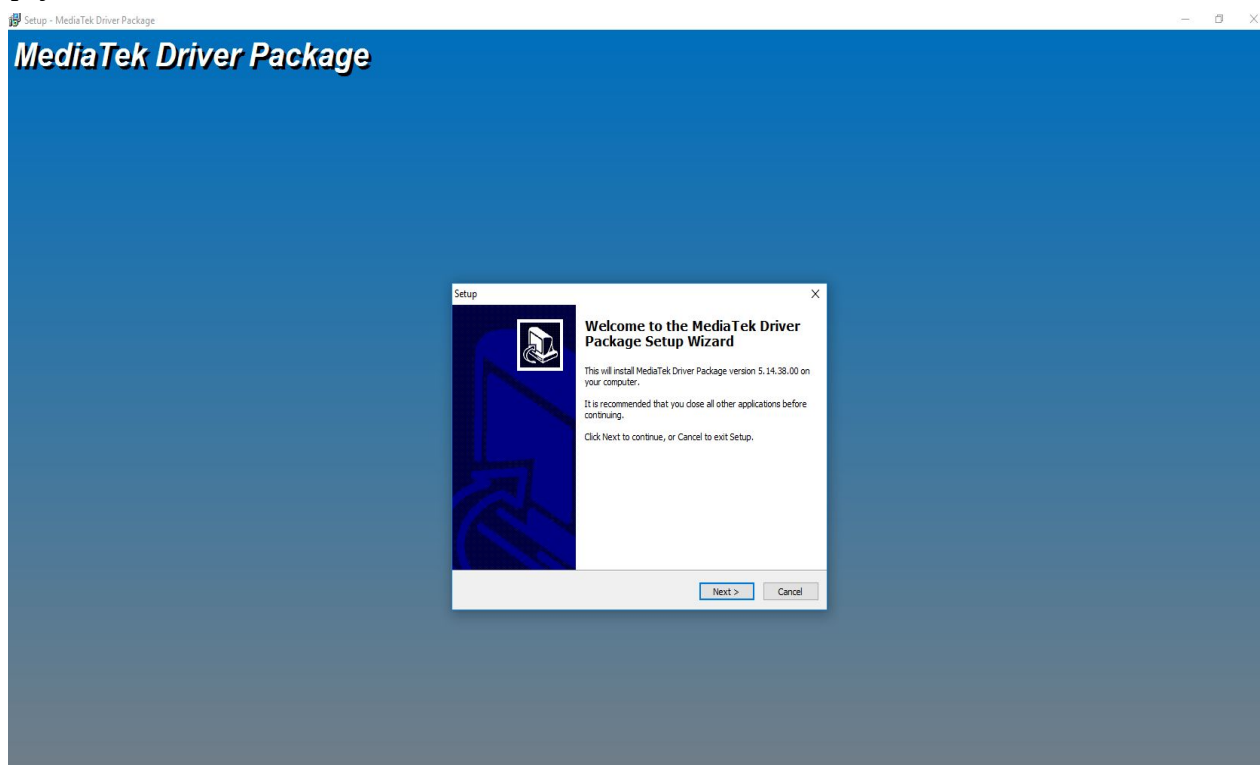 Setup - MediaTek Driver Package
MediaTek Driver Package
Setup
Welcome to the MediaTek Driver
Package Setup Wizard
This will install MediaTek Driver Package version 5.14.38.00 on
your computer.
It is recommended that you close all other applications before
continuing.
Click Next to continue, or Cancel to exit Setup.
Next >
Cancel